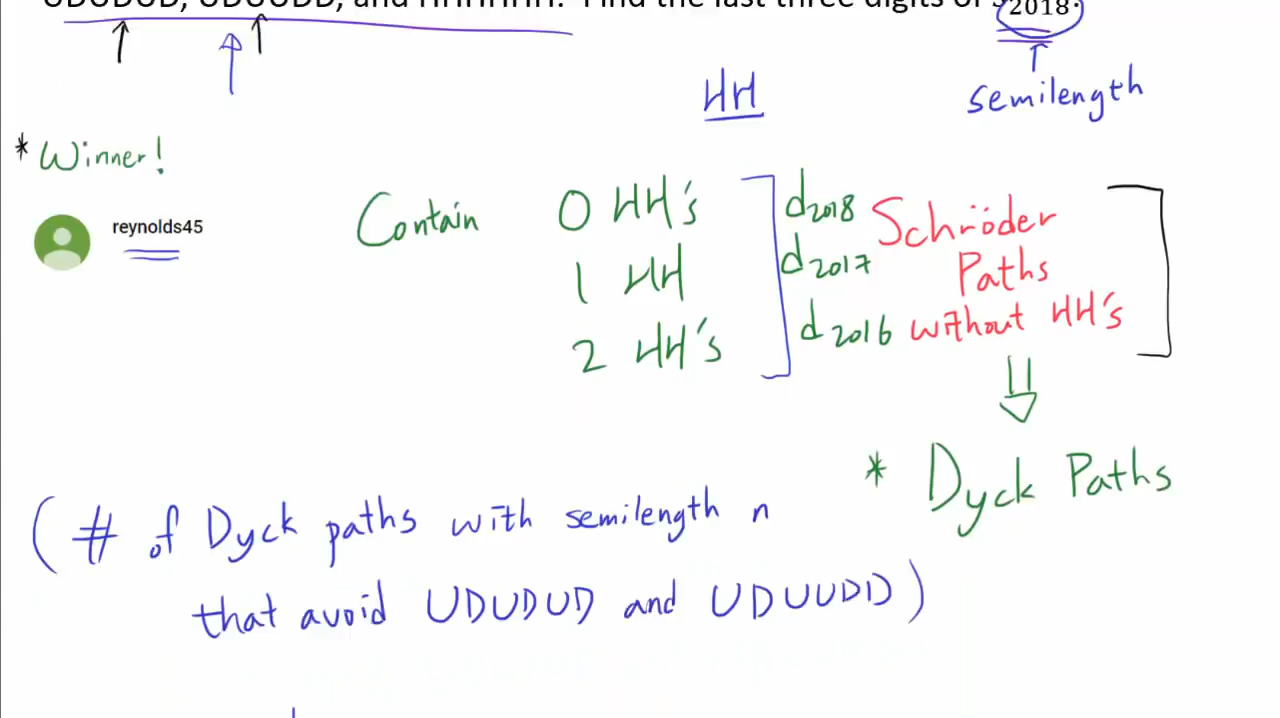 UDUDUD, UDUUDD, and HHHHHH. Find the last three digits of s2018.
HH
semilength
* Winner!
reynolds45
Contain 0 HH's
1 HH
2 HH's
d2018
d2017
d2016
Schröder
Paths
without HH's
* Dyck Paths
(# of Dyck paths with semilength n
that avoid UDUDUD and UDUUDD)